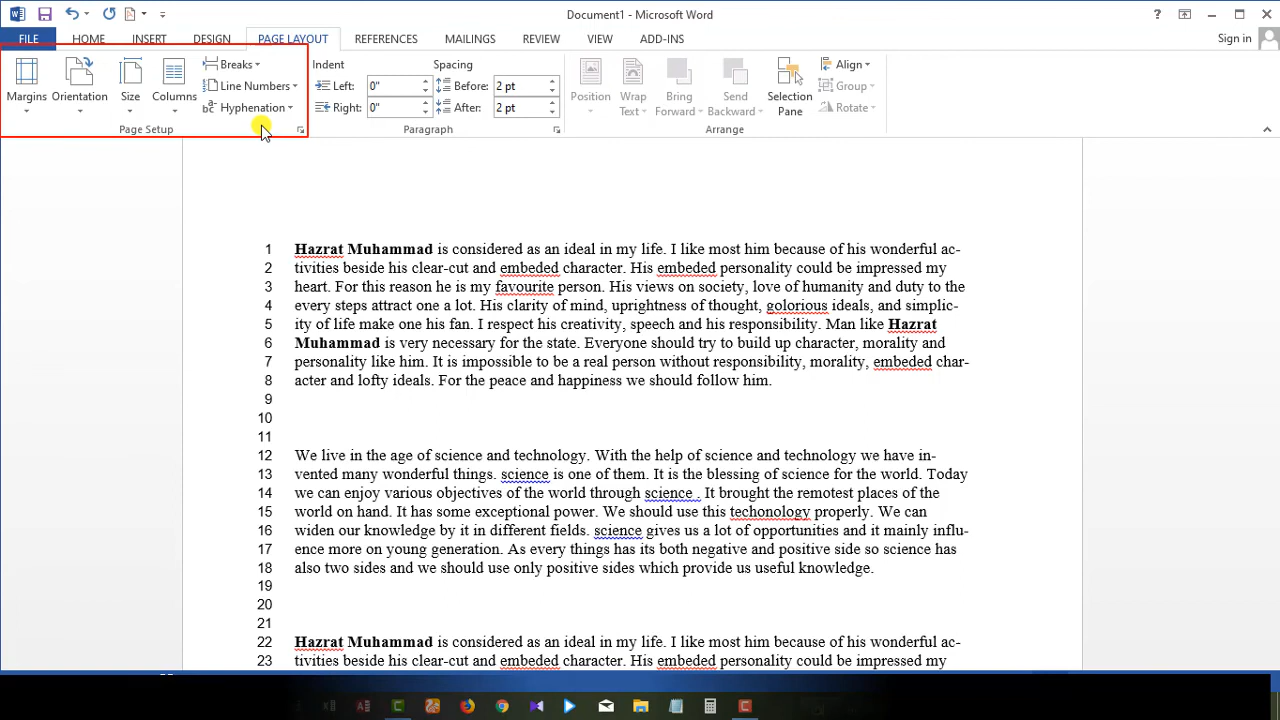 Document1 - Microsoft Word
?
FILE HOME INSERT DESIGN PAGE LAYOUT REFERENCES MAILINGS REVIEW VIEW ADD-INS Sign in
Margins Orientation Size Columns Breaks Line Numbers Hyphenation
Page Setup
Indent Spacing
Left: 0" Before: 2 pt
Right: 0" After: 2 pt
Paragraph
Position Wrap Text Bring Forward Send Backward Selection Pane Align Group Rotate
Arrange
1 Hazrat Muhammad is considered as an ideal in my life. I like most him because of his wonderful ac-
2 tivities beside his clear-cut and embeded character. His embeded personality could be impressed my
3 heart. For this reason he is my favourite person. His views on society, love of humanity and duty to the
4 every steps attract one a lot. His clarity of mind, uprightness of thought, golorious ideals, and simplic-
5 ity of life make one his fan. I respect his creativity, speech and his responsibility. Man like Hazrat
6 Muhammad is very necessary for the state. Everyone should try to build up character, morality and
7 personality like him. It is impossible to be a real person without responsibility, morality, embeded char-
8 acter and lofty ideals. For the peace and happiness we should follow him.
9
10
11
12 We live in the age of science and technology. With the help of science and technology we have in-
13 vented many wonderful things. science is one of them. It is the blessing of science for the world. Today
14 we can enjoy various objectives of the world through science . It brought the remotest places of the
15 world on hand. It has some exceptional power. We should use this techonology properly. We can
16 widen our knowledge by it in different fields. science gives us a lot of opportunities and it mainly influ-
17 ence more on young generation. As every things has its both negative and positive side so science has
18 also two sides and we should use only positive sides which provide us useful knowledge.
19
20
21
22 Hazrat Muhammad is considered as an ideal in my life. I like most him because of his wonderful ac-
23 tivities beside his clear-cut and embeded character. His embeded personality could be impressed my